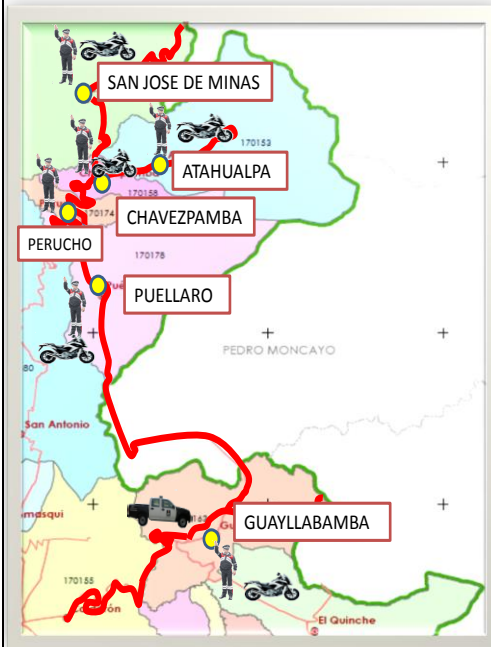 SAN JOSE DE MINAS
170153
ATAHUALPA
170158
CHAVEZPAMBA
170174
PERUCHO
170178
PUELLARO
PEDRO MONCAYO
80
San Antonio
GUAYLLABAMBA
170155
El Quinche